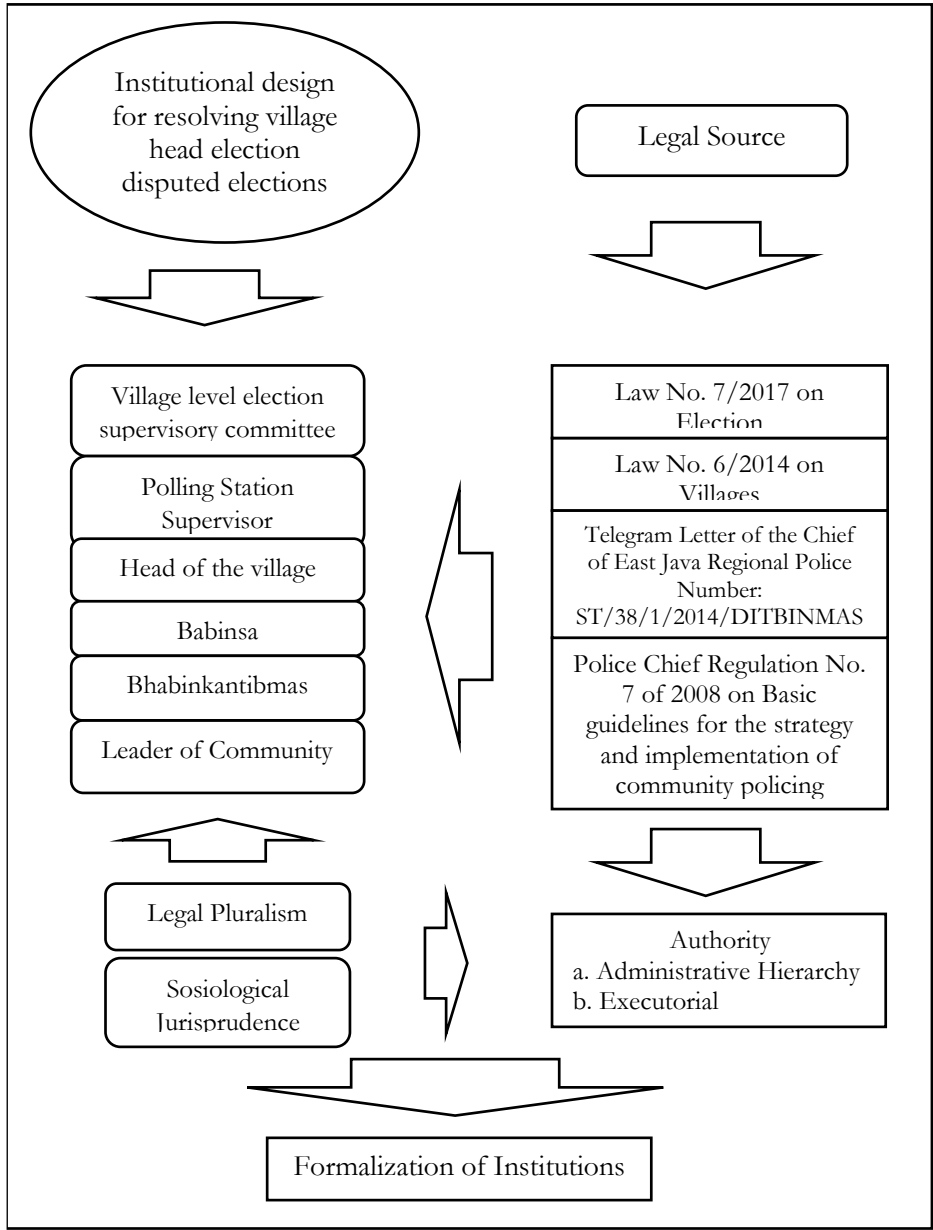 Institutional design
for resolving village
head election
disputed elections
Legal Source
Village level election
supervisory committee
Polling Station
Supervisor
Head of the village
Babinsa
Bhabinkantibmas
Leader of Community
Law No. 7/2017 on
Election
Law No. 6/2014 on
Villages
Telegram Letter of the Chief
of East Java Regional Police
Number:
ST/38/1/2014/DITBINMAS
Police Chief Regulation No.
7 of 2008 on Basic
guidelines for the strategy
and implementation of
community policing
Legal Pluralism
Sosiological
Jurisprudence
Authority
a. Administrative Hierarchy
b. Executorial
Formalization of Institutions